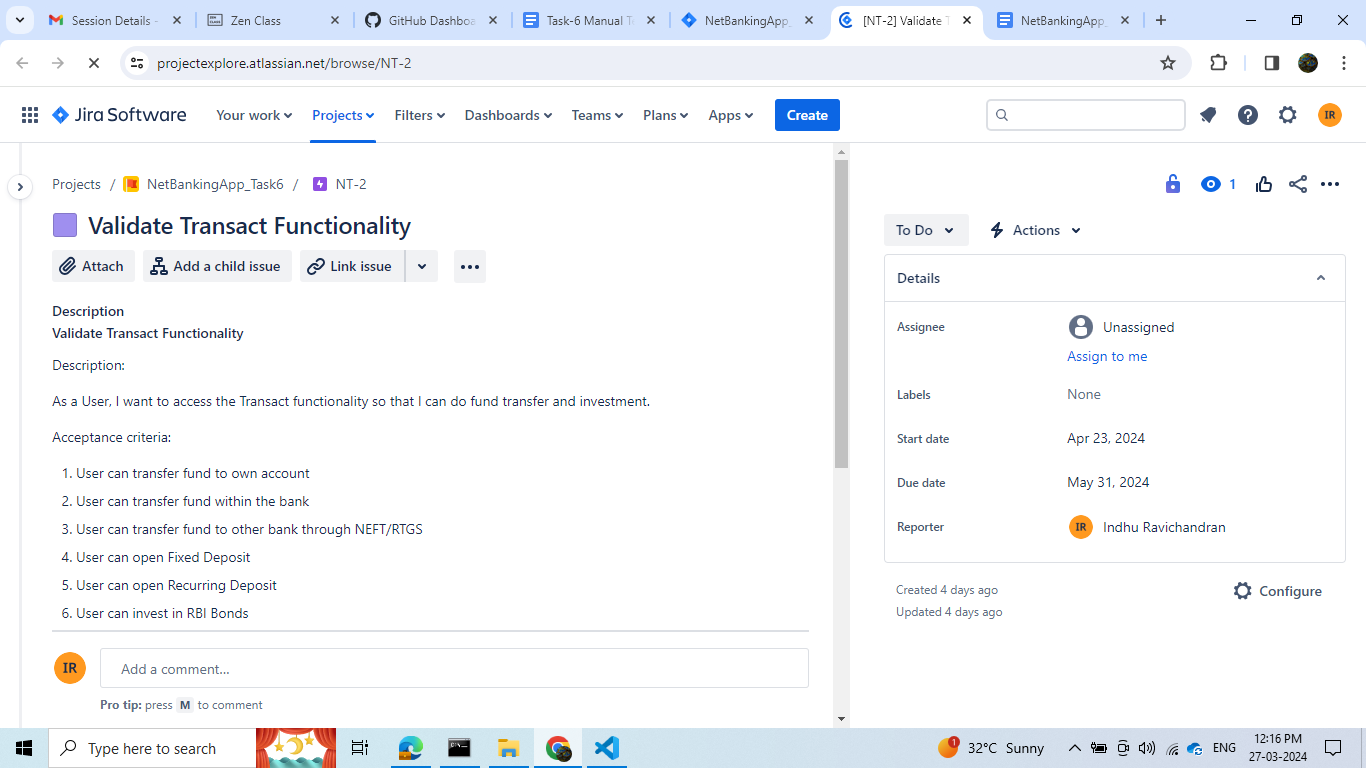 Session Details -
Zen Class
GitHub Dashboa
Task-6 Manual T
NetBankingApp_
[NT-2] Validate T
NetBankingApp_
projectexplore.atlassian.net/browse/NT-2
Jira Software
Your work
Projects
Filters
Dashboards
Teams
Plans
Apps
Create
IR
Projects / NetBankingApp_Task6 / NT-2
1
Validate Transact Functionality
To Do
Actions
Attach
Add a child issue
Link issue
Details
Description
Validate Transact Functionality
Assignee
Unassigned
Assign to me
Description:
As a User, I want to access the Transact functionality so that I can do fund transfer and investment.
Labels
None
Acceptance criteria:
Start date
Apr 23, 2024
1. User can transfer fund to own account
2. User can transfer fund within the bank
Due date
May 31, 2024
3. User can transfer fund to other bank through NEFT/RTGS
Reporter
IR
Indhu Ravichandran
4. User can open Fixed Deposit
5. User can open Recurring Deposit
6. User can invest in RBI Bonds
Created 4 days ago
Updated 4 days ago
Configure
IR
Add a comment...
Pro tip: press M to comment
Type here to search
1
32°C Sunny
ENG
12:16 PM
27-03-2024